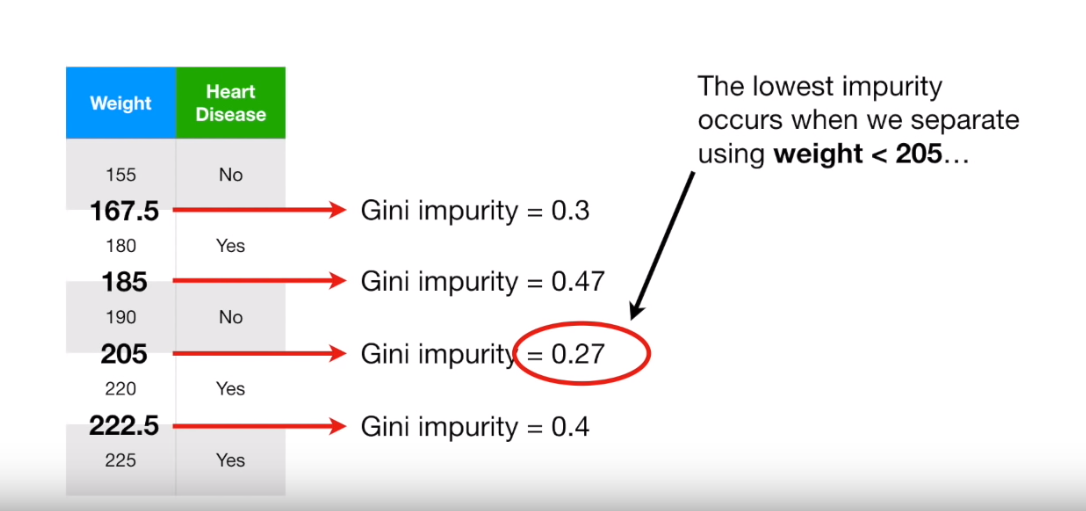 The lowest impurity
occurs when we separate
using weight < 205…
Weight Heart Disease
155 No
167.5 Gini impurity = 0.3
180 Yes
185 Gini impurity = 0.47
190 No
205 Gini impurity = 0.27
220 Yes
222.5 Gini impurity = 0.4
225 Yes